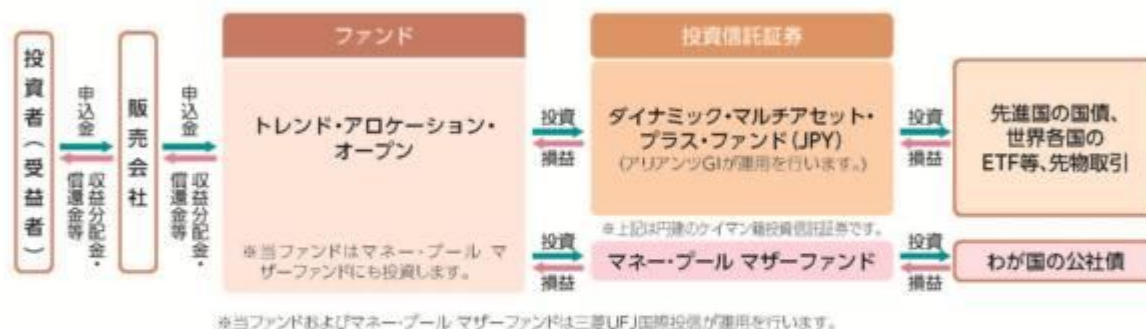 投資者（受益者）
申込金
収益分配金・
償還金等
販売会社
申込金
収益分配金・
償還金等
ファンド
トレンド・アロケーション・
オープン
※当ファンドはマネー・プール マ
ザーファンドにも投資します。
投資
損益
投資
損益
投資信託証券
ダイナミック・マルチアセット・
プラス・ファンド（JPY）
（アリアンツGIが運用を行います。）
※上記は円建のケイマン籍投資信託証券です。
マネー・プール マザーファンド
投資
損益
投資
損益
先進国の国債、
世界各国の
ETF等、先物取引
わが国の公社債
※当ファンドおよびマネー・プール マザーファンドは三菱UFJ国際投信が運用を行います。